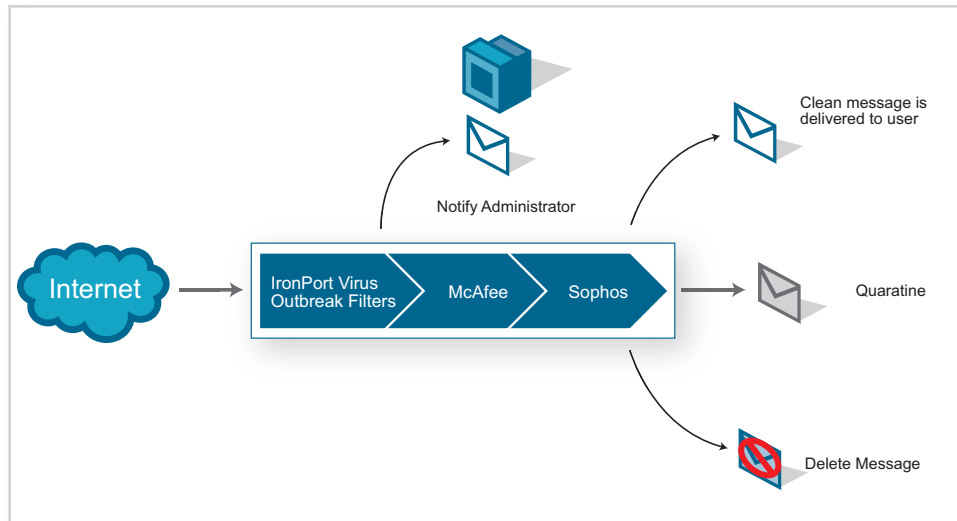 Clean message is
delivered to user
Notify Administrator
Internet
IronPort Virus
Outbreak Filters
McAfee
Sophos
Quaratine
Delete Message